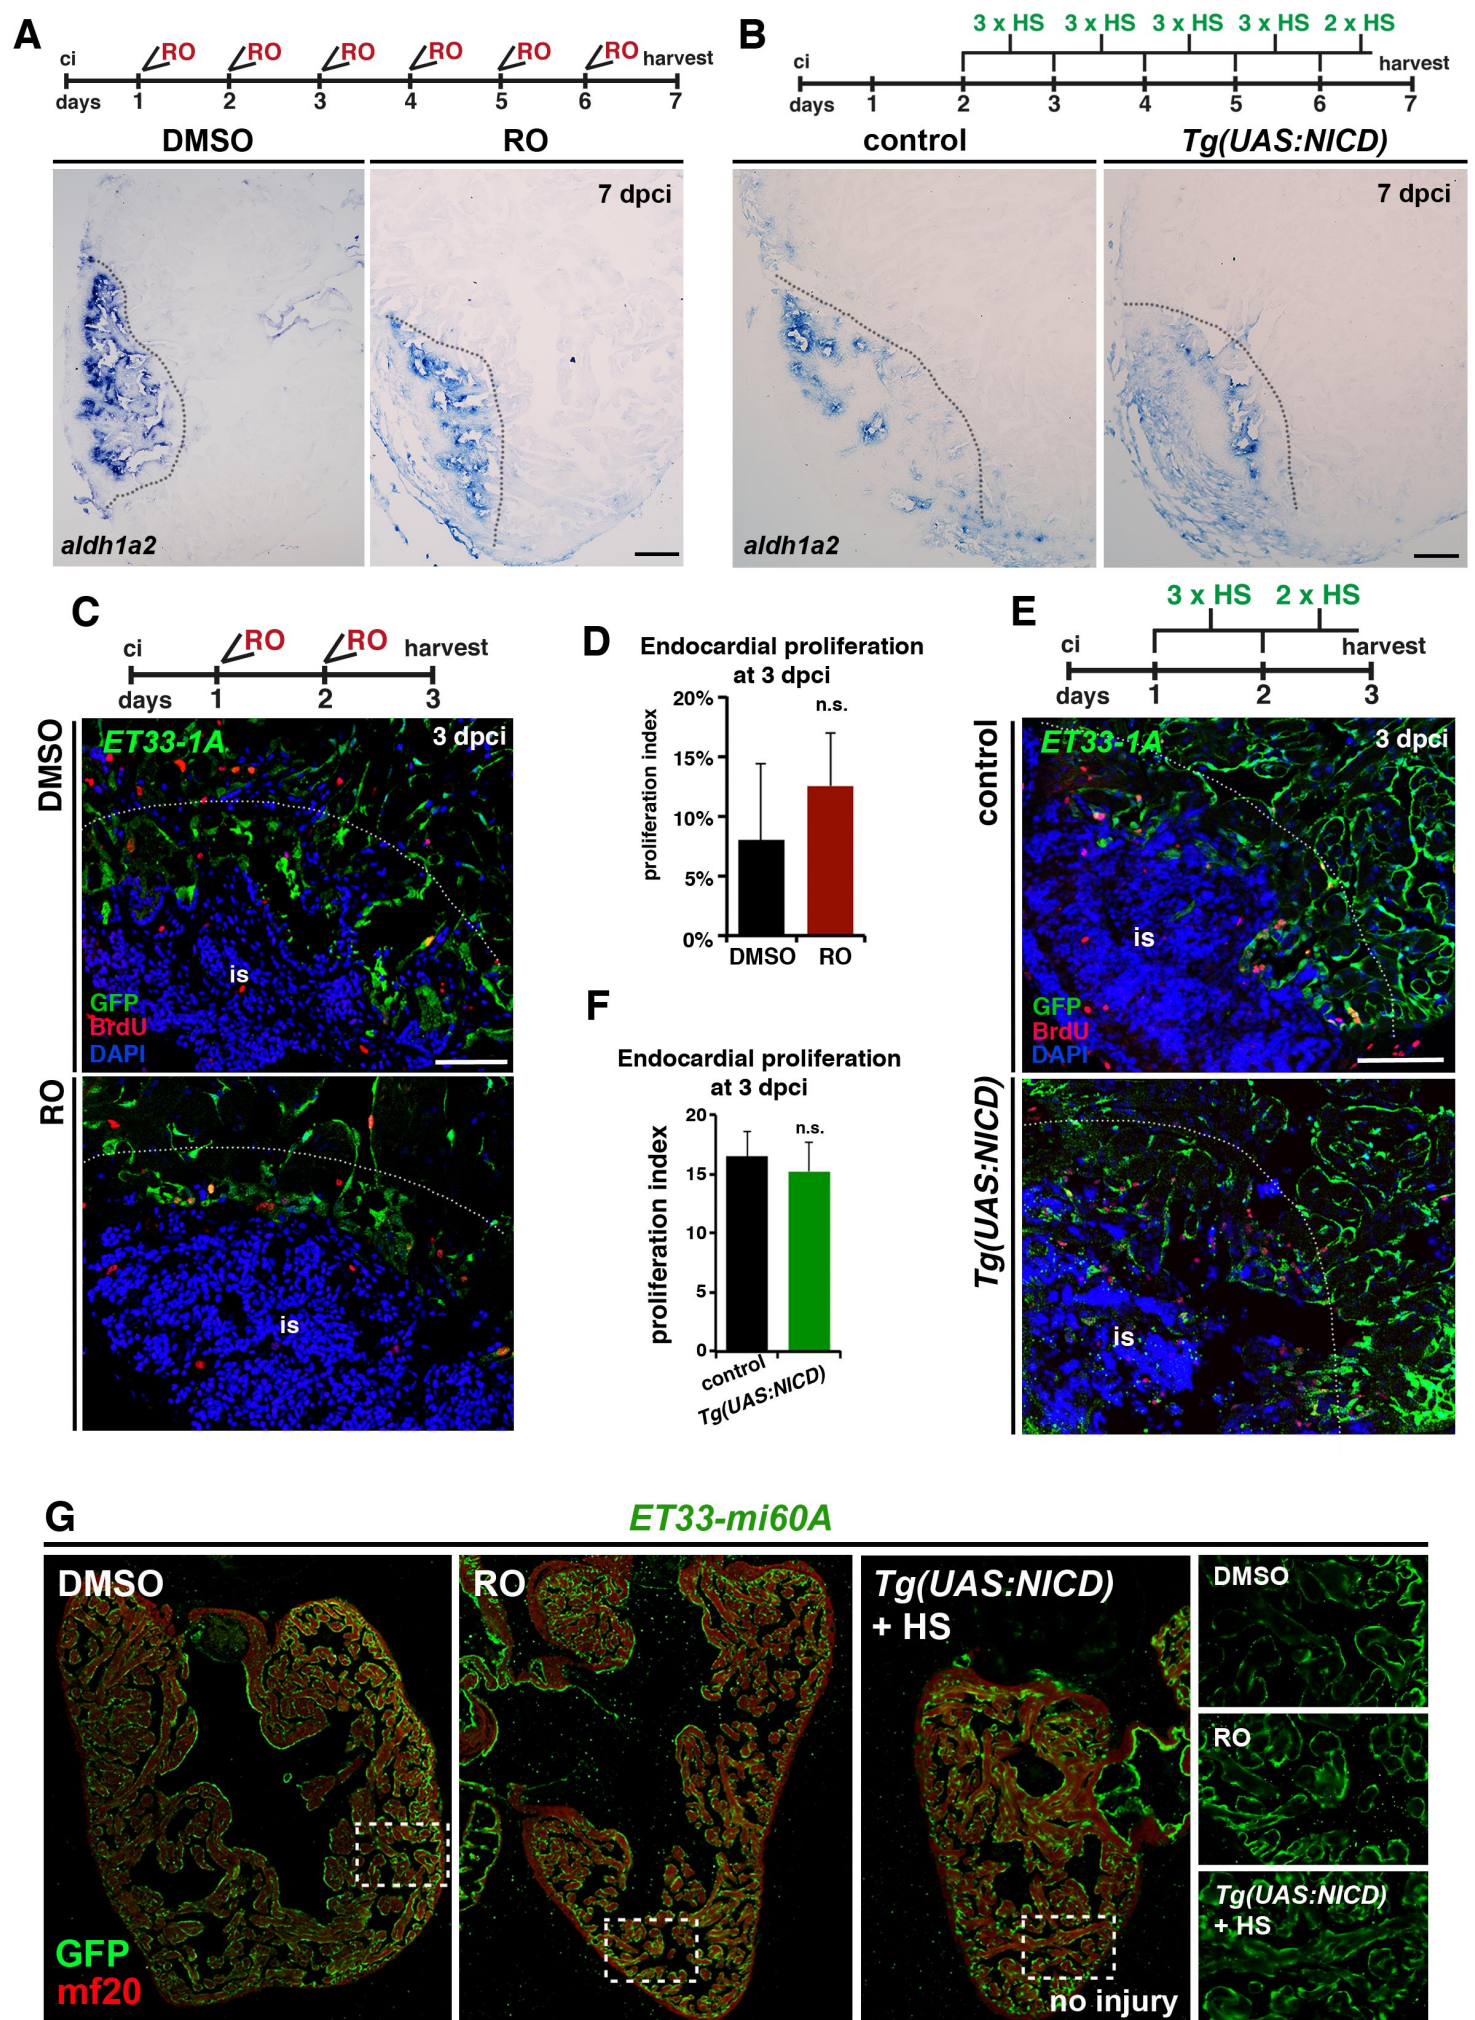 A
ci RO RO RO RO RO RO harvest
days 1 2 3 4 5 6 7
DMSO RO
7 dpci
aldh1a2
B
3 x HS 3 x HS 3 x HS 3 x HS 2 x HS
ci harvest
days 1 2 3 4 5 6 7
control Tg(UAS:NICD)
7 dpci
aldh1a2
C
ci RO RO harvest
days 1 2 3
DMSO
ET33-1A 3 dpci
is
GFP
BrdU
DAPI
RO
is
D
Endocardial proliferation
at 3 dpci
proliferation index
20%
15%
10%
5%
0%
n.s.
DMSO RO
E
3 x HS 2 x HS
ci harvest
days 1 2 3
control
ET33-1A 3 dpci
is
GFP
BrdU
DAPI
Tg(UAS:NICD)
is
F
Endocardial proliferation
at 3 dpci
proliferation index
20
15
10
5
0
n.s.
control
Tg(UAS:NICD)
G
ET33-mi60A
DMSO
GFP
mf20
RO
Tg(UAS:NICD)
+ HS
no injury
DMSO
RO
Tg(UAS:NICD)
+ HS